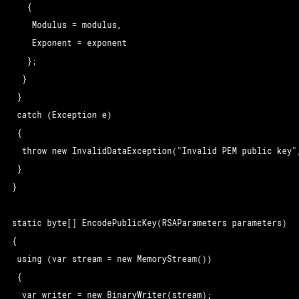 {
Modulus = modulus,
Exponent = exponent
};
}
}
catch (Exception e)
{
throw new InvalidDataException("Invalid PEM public key",
}
}
static byte[] EncodePublicKey(RSAParameters parameters)
{
using (var stream = new MemoryStream())
{
var writer = new BinaryWriter(stream);